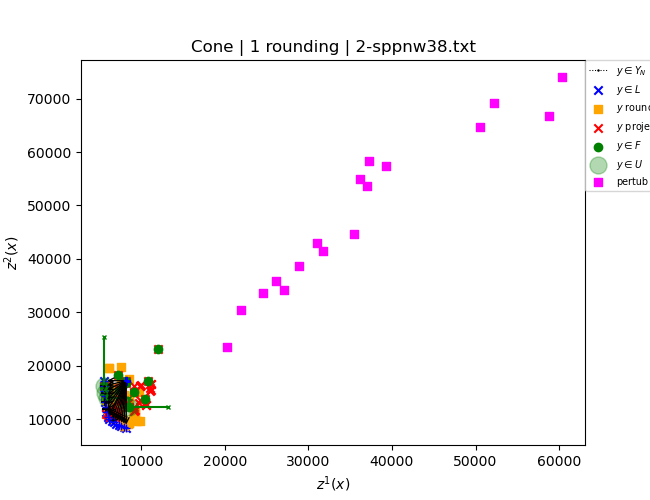 Cone | 1 rounding | 2-sppnw38.txt
z²(x)
70000
60000
50000
40000
30000
20000
10000
10000 20000 30000 40000 50000 60000
z¹(x)
y ∈ Y_N
y ∈ L
y roun
y proje
y ∈ F
y ∈ U
pertub